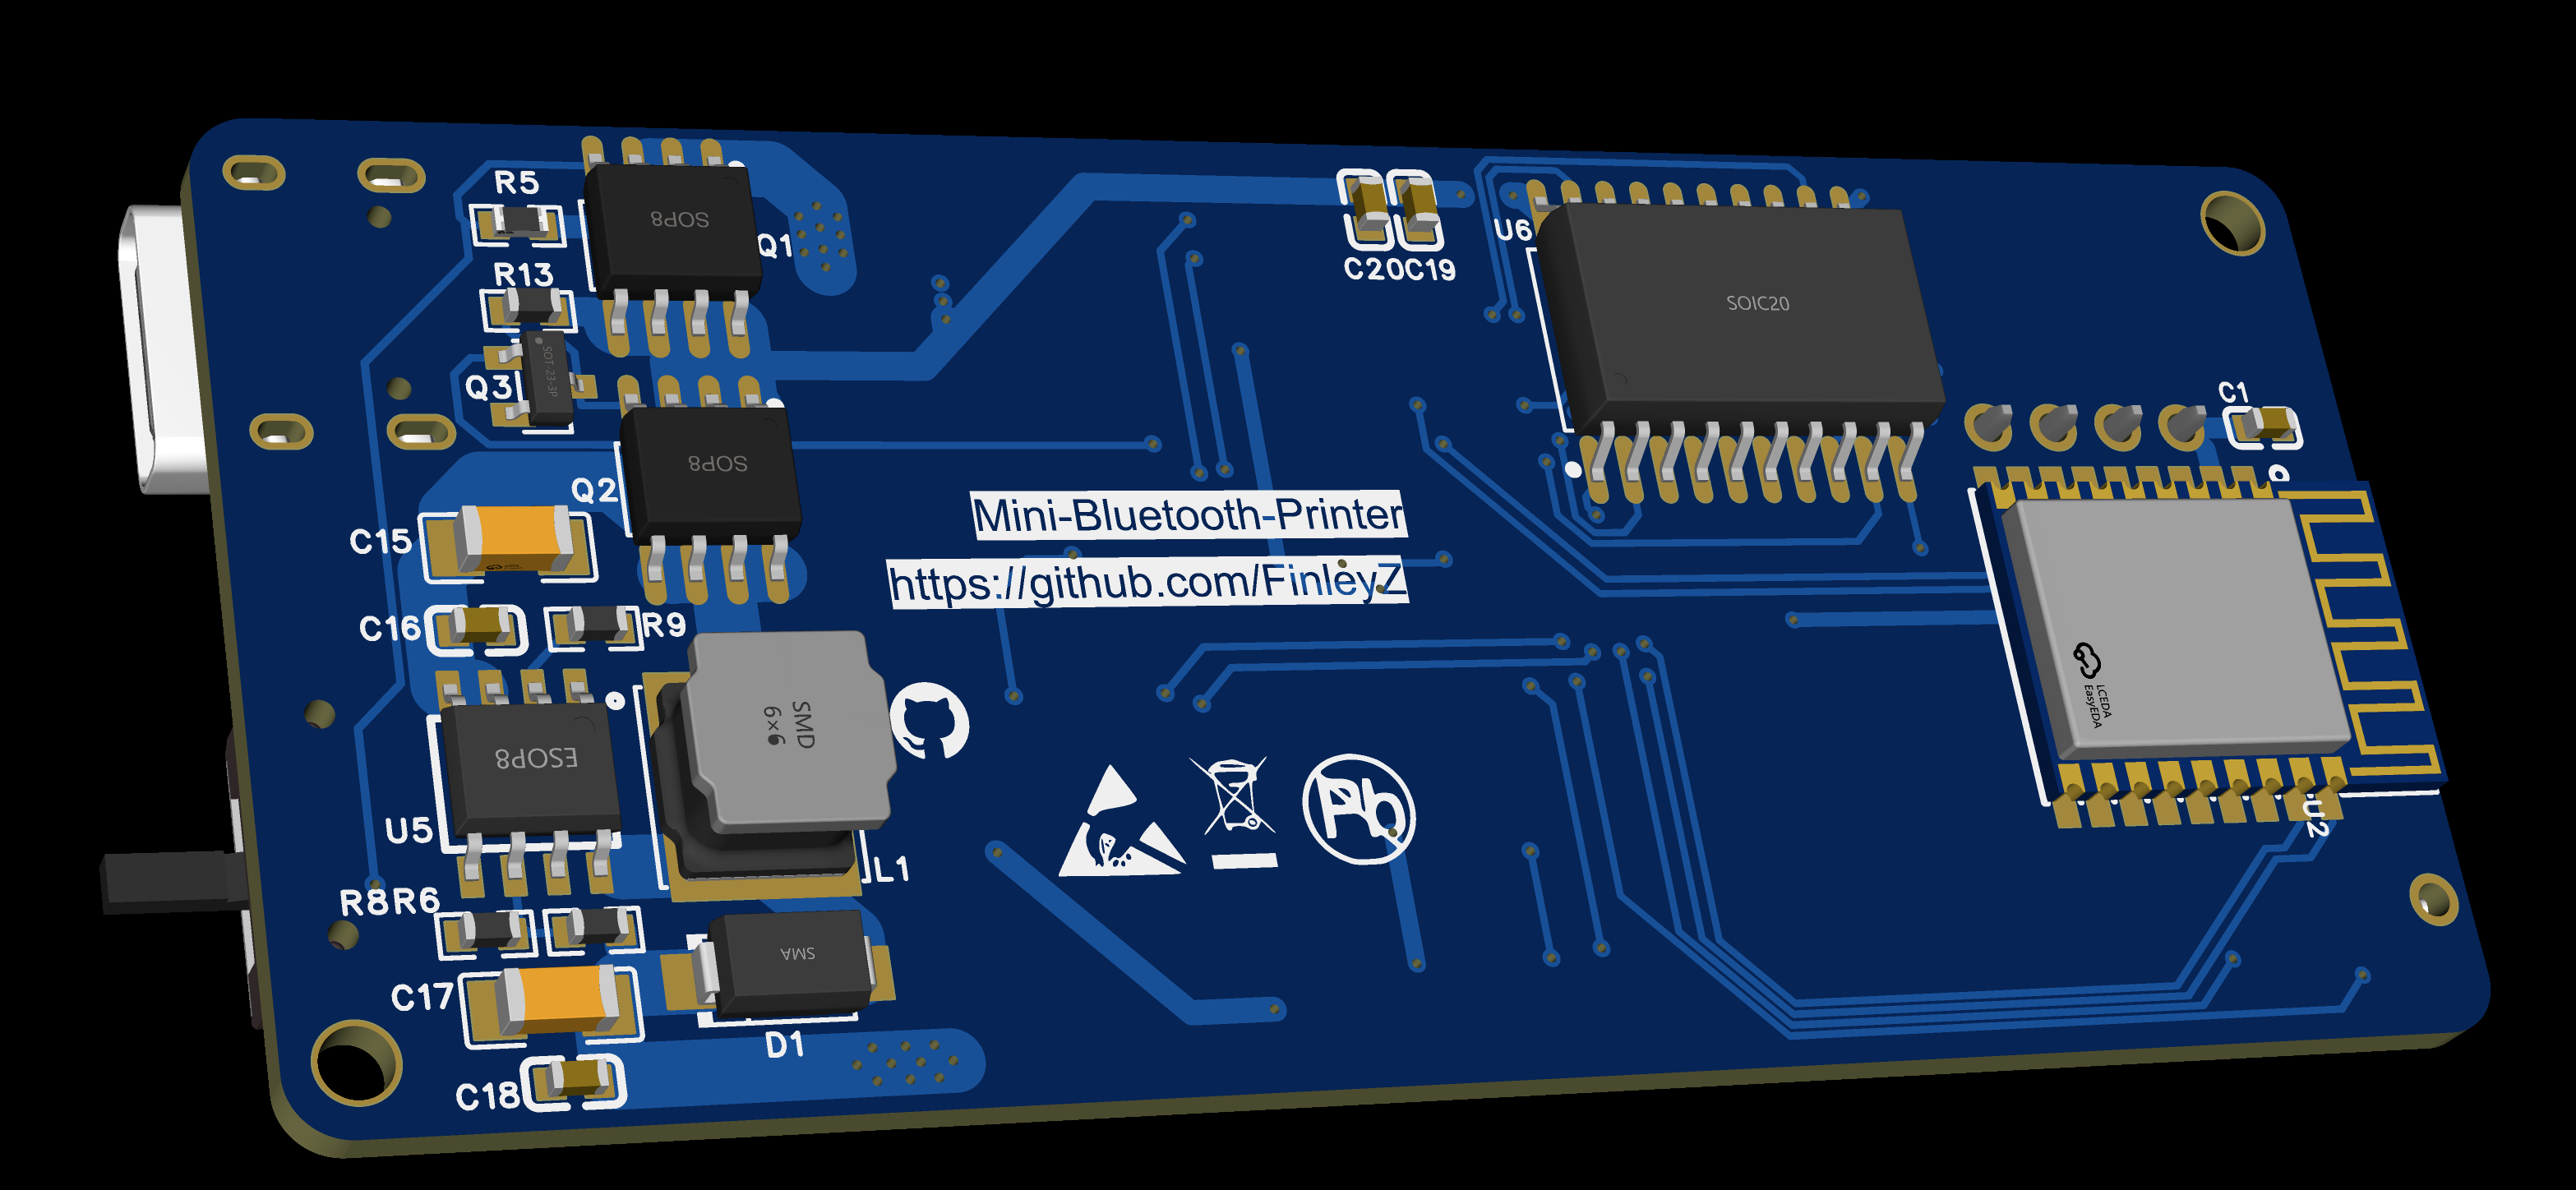 R5
SOP8
Q1
R13
SOT-23-3P
Q3
SOP8
Q2
C15
C16
R9
ESOP8
U5
SMD
6×6
L1
R8R6
SMA
C17
D1
C18
C20C19
U6
SOIC20
C1
Mini-Bluetooth-Printer
https://github.com/FinleyZ
Pb
LCEDA
EasyEDA
U2